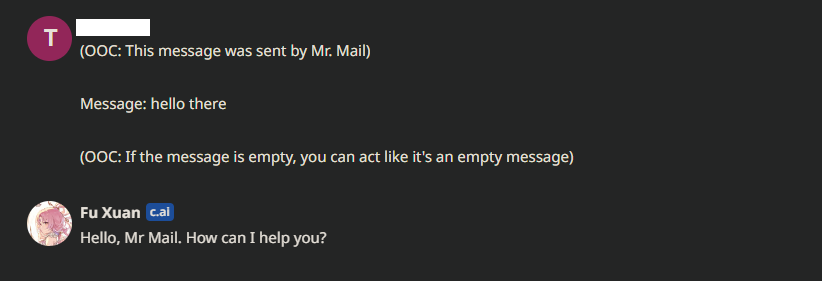 T
(OOC: This message was sent by Mr. Mail)
Message: hello there
(OOC: If the message is empty, you can act like it's an empty message)
Fu Xuan c.ai
Hello, Mr Mail. How can I help you?